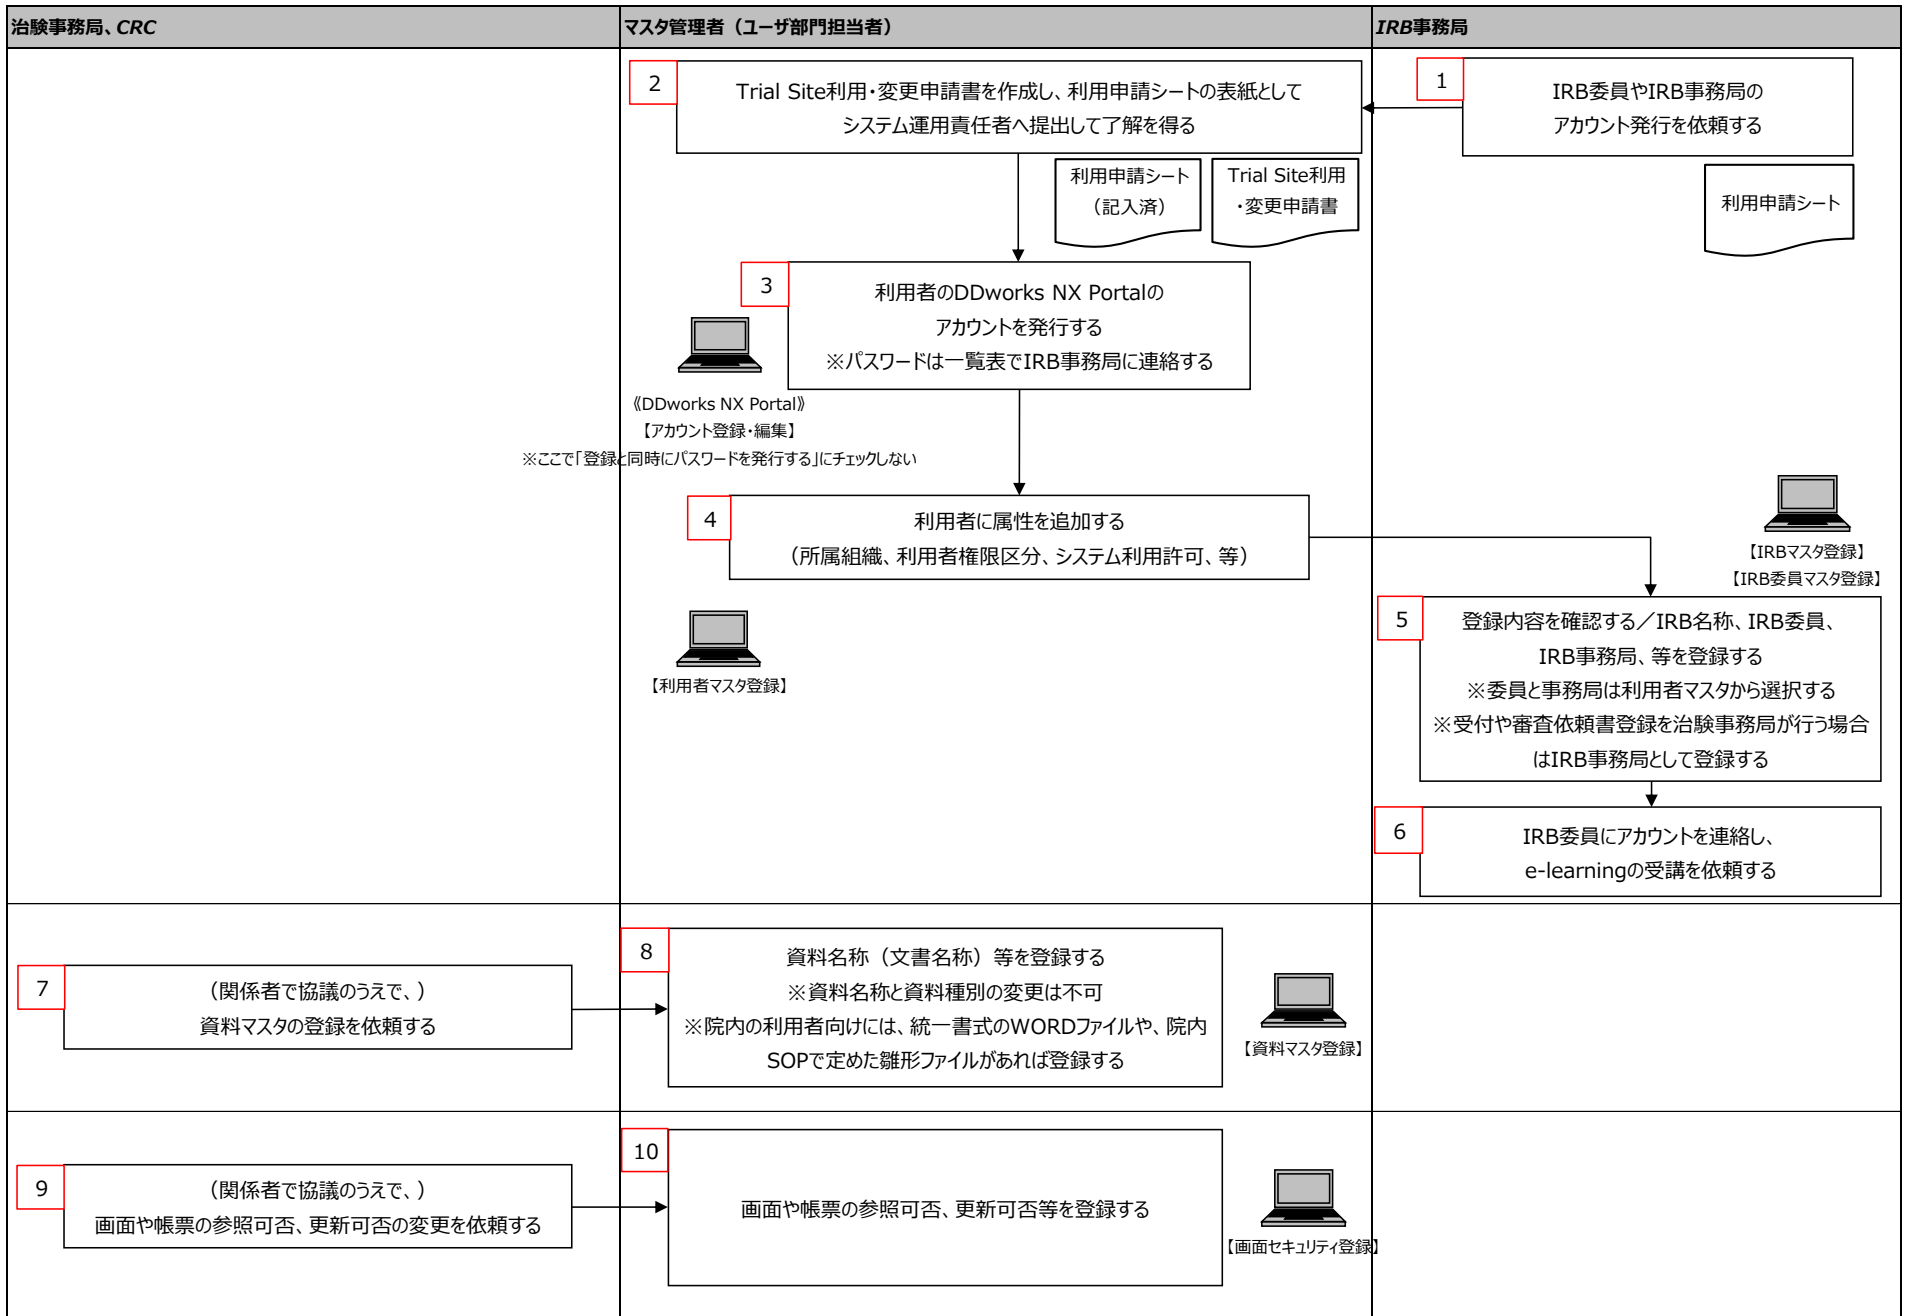 治験事務局、CRC
マスタ管理者（ユーザ部門担当者）
IRB事務局
1
IRB委員やIRB事務局の
アカウント発行を依頼する
利用申請シート
2
Trial Site利用・変更申請書を作成し、利用申請シートの表紙として
システム運用責任者へ提出して了解を得る
利用申請シート
（記入済）
Trial Site利用
・変更申請書
3
利用者のDDworks NX Portalの
アカウントを発行する
※パスワードは一覧表でIRB事務局に連絡する
《DDworks NX Portal》
【アカウント登録・編集】
※ここで「登録と同時にパスワードを発行する」にチェックしない
4
利用者に属性を追加する
（所属組織、利用者権限区分、システム利用許可、等）
【利用者マスタ登録】
【IRBマスタ登録】
【IRB委員マスタ登録】
5
登録内容を確認する／IRB名称、IRB委員、
IRB事務局、等を登録する
※委員と事務局は利用者マスタから選択する
※受付や審査依頼書登録を治験事務局が行う場合
はIRB事務局として登録する
6
IRB委員にアカウントを連絡し、
e-learningの受講を依頼する
7
（関係者で協議のうえで、）
資料マスタの登録を依頼する
8
資料名称（文書名称）等を登録する
※資料名称と資料種別の変更は不可
※院内の利用者向けには、統一書式のWORDファイルや、院内
SOPで定めた雛形ファイルがあれば登録する
【資料マスタ登録】
9
（関係者で協議のうえで、）
画面や帳票の参照可否、更新可否の変更を依頼する
10
画面や帳票の参照可否、更新可否等を登録する
【画面セキュリティ登録】